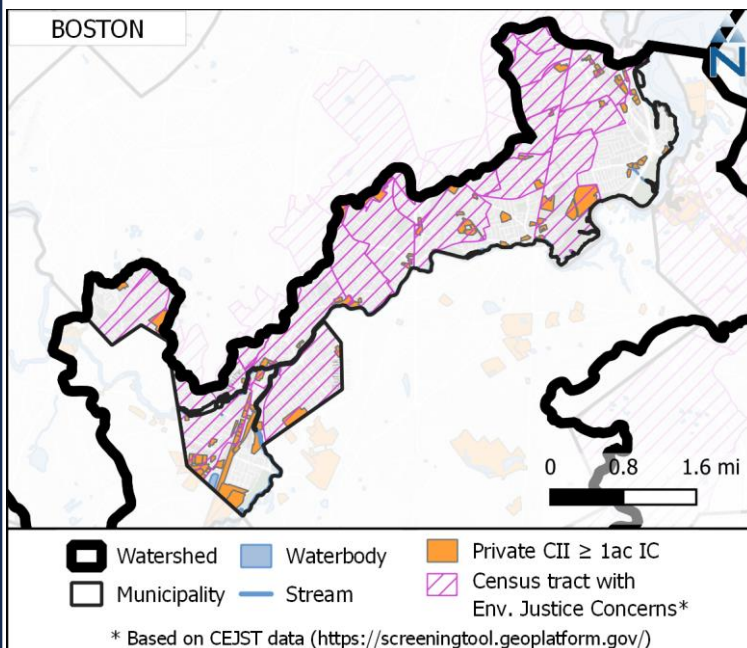 BOSTON
N
0 0.8 1.6 mi
Watershed Waterbody Private CII ≥ 1ac IC
Municipality Stream Census tract with
Env. Justice Concerns*
* Based on CEJST data (https://screeningtool.geoplatform.gov/)